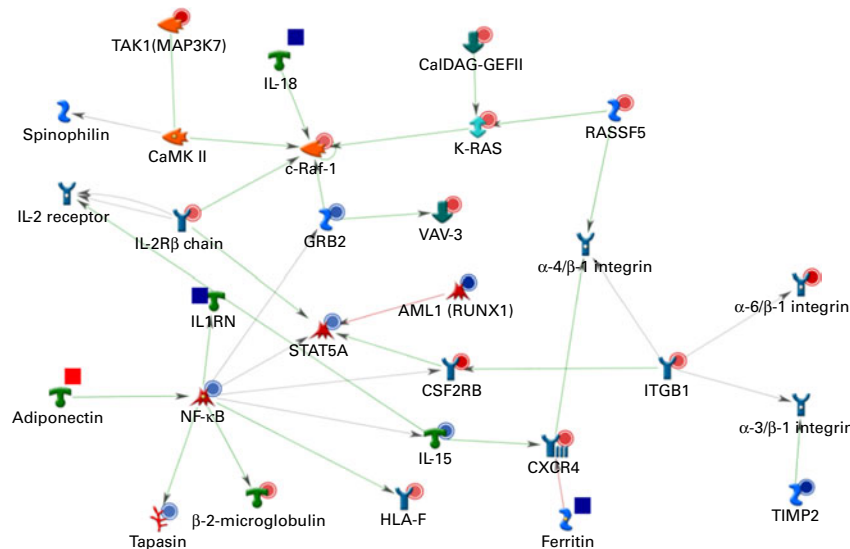 TAK1(MAP3K7)
IL-18
CalDAG-GEFII
Spinophilin
CaMK II
c-Raf-1
K-RAS
RASSF5
IL-2 receptor
IL-2Rβ chain
GRB2
VAV-3
α-4/β-1 integrin
IL1RN
AML1 (RUNX1)
α-6/β-1 integrin
STAT5A
CSF2RB
ITGB1
Adiponectin
NF-κB
α-3/β-1 integrin
IL-15
CXCR4
Tapasin
β-2-microglobulin
HLA-F
Ferritin
TIMP2